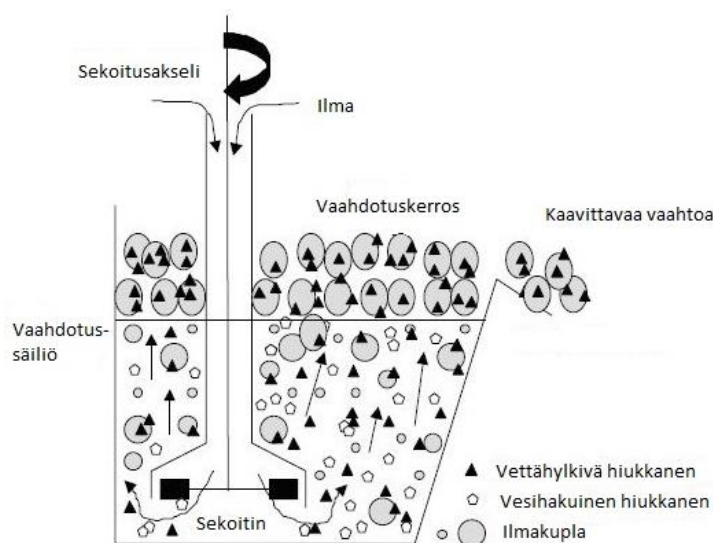 Sekoitusakseli
Ilma
Vaahdotuskerros
Kaavittavaa vaahtoa
Vaahdotus-
säiliö
Sekoitin
Vettähylkivä hiukkanen
Vesihakuinen hiukkanen
Ilmakupla